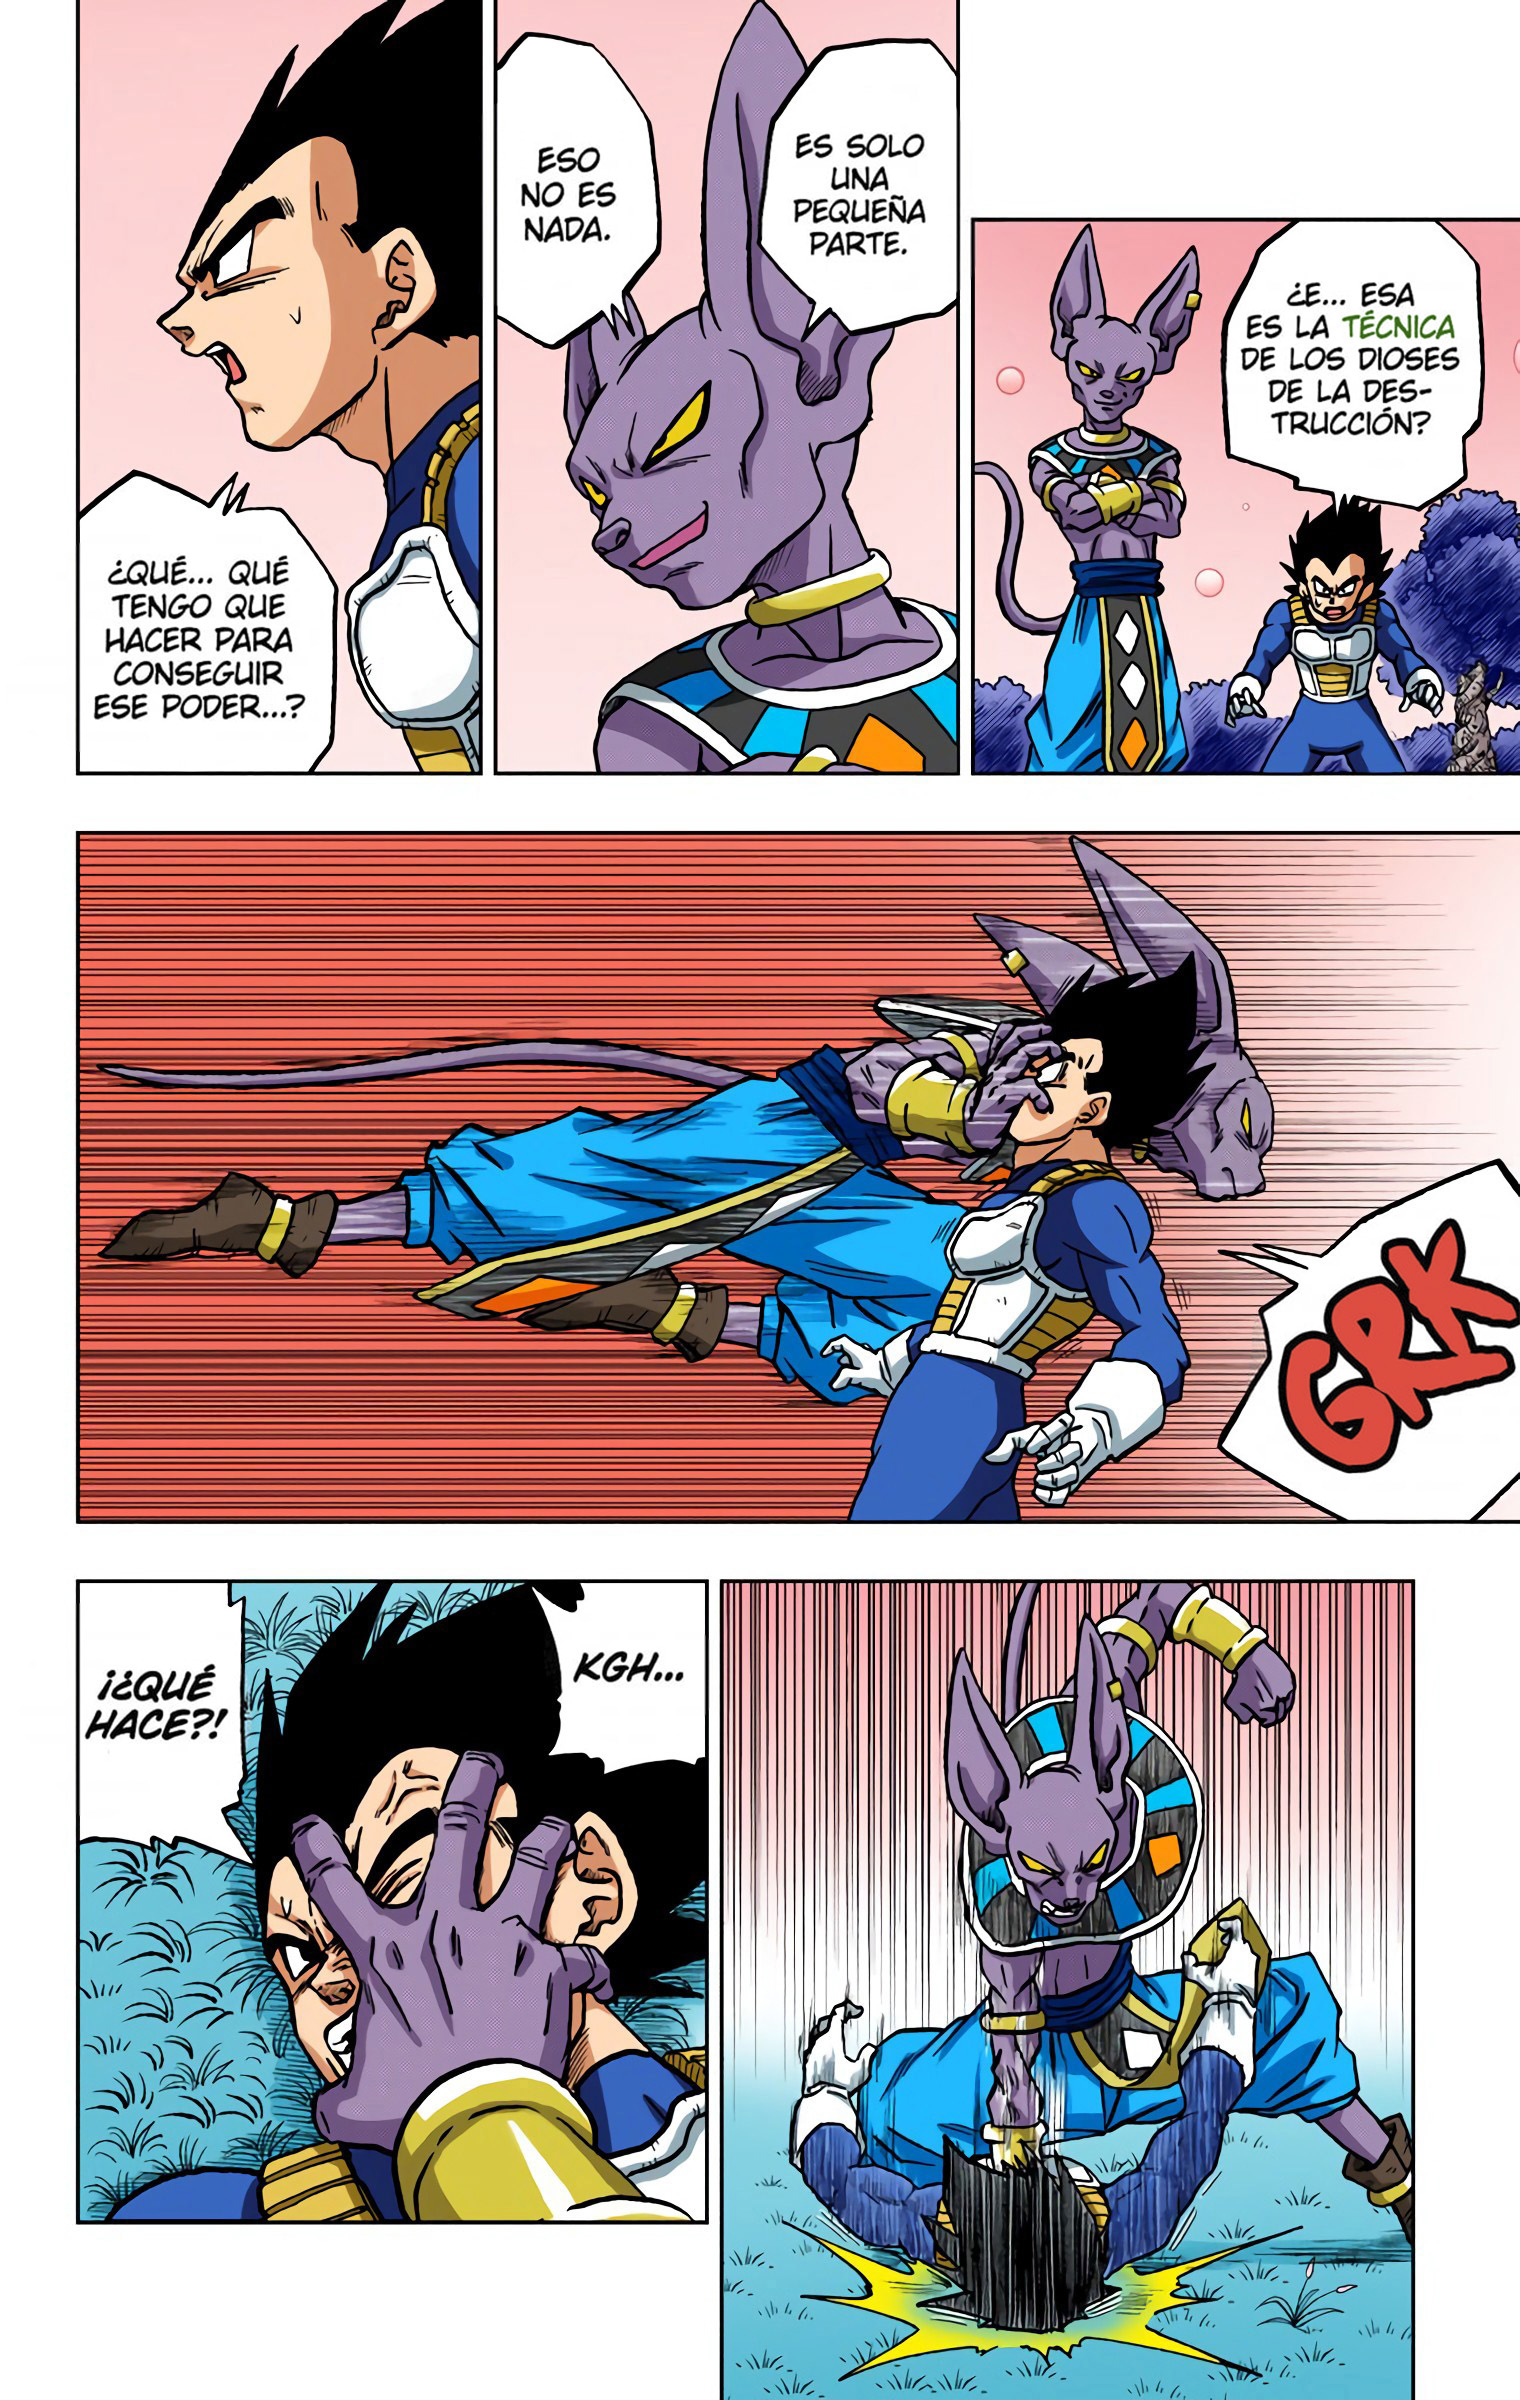 ¿E... ESA
ES LA TÉCNICA
DE LOS DIOSES
DE LA DES-
TRUCCIÓN?
ES SOLO
UNA
PEQUEÑA
PARTE.
ESO
NO ES
NADA.
¿QUÉ... QUÉ
TENGO QUE
HACER PARA
CONSEGUIR
ESE PODER...?
GRK
KGH...
¡¿QUÉ
HACE?!